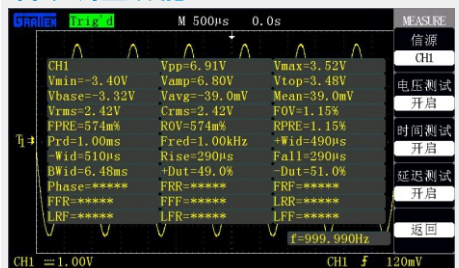 GRATTEN Trig'd M 500μs 0.0s MEASURE
信源
CH1
电压测试
开启
时间测试
开启
延迟测试
开启
返回
CH1 Vpp=6.91V Vmax=3.52V
Vmin=-3.40V Vamp=6.80V Vtop=3.48V
Vbase=-3.32V Vavg=-39.0mV Mean=39.0mV
Vrms=2.42V Crms=2.42V FOV=1.15%
FPRE=574m% ROV=574m% RPRE=1.15%
Prd=1.00ms Fred=1.00kHz +Wid=490μs
-Wid=510μs Rise=290μs Fall=290μs
BWid=6.48ms +Dut=49.0% -Dut=51.0%
Phase=***** FRR=***** FRF=*****
FFR=***** FFF=***** LRR=*****
LRF=***** LFR=***** LFF=*****
f=999.990Hz
CH1 1.00V CH1 120mV